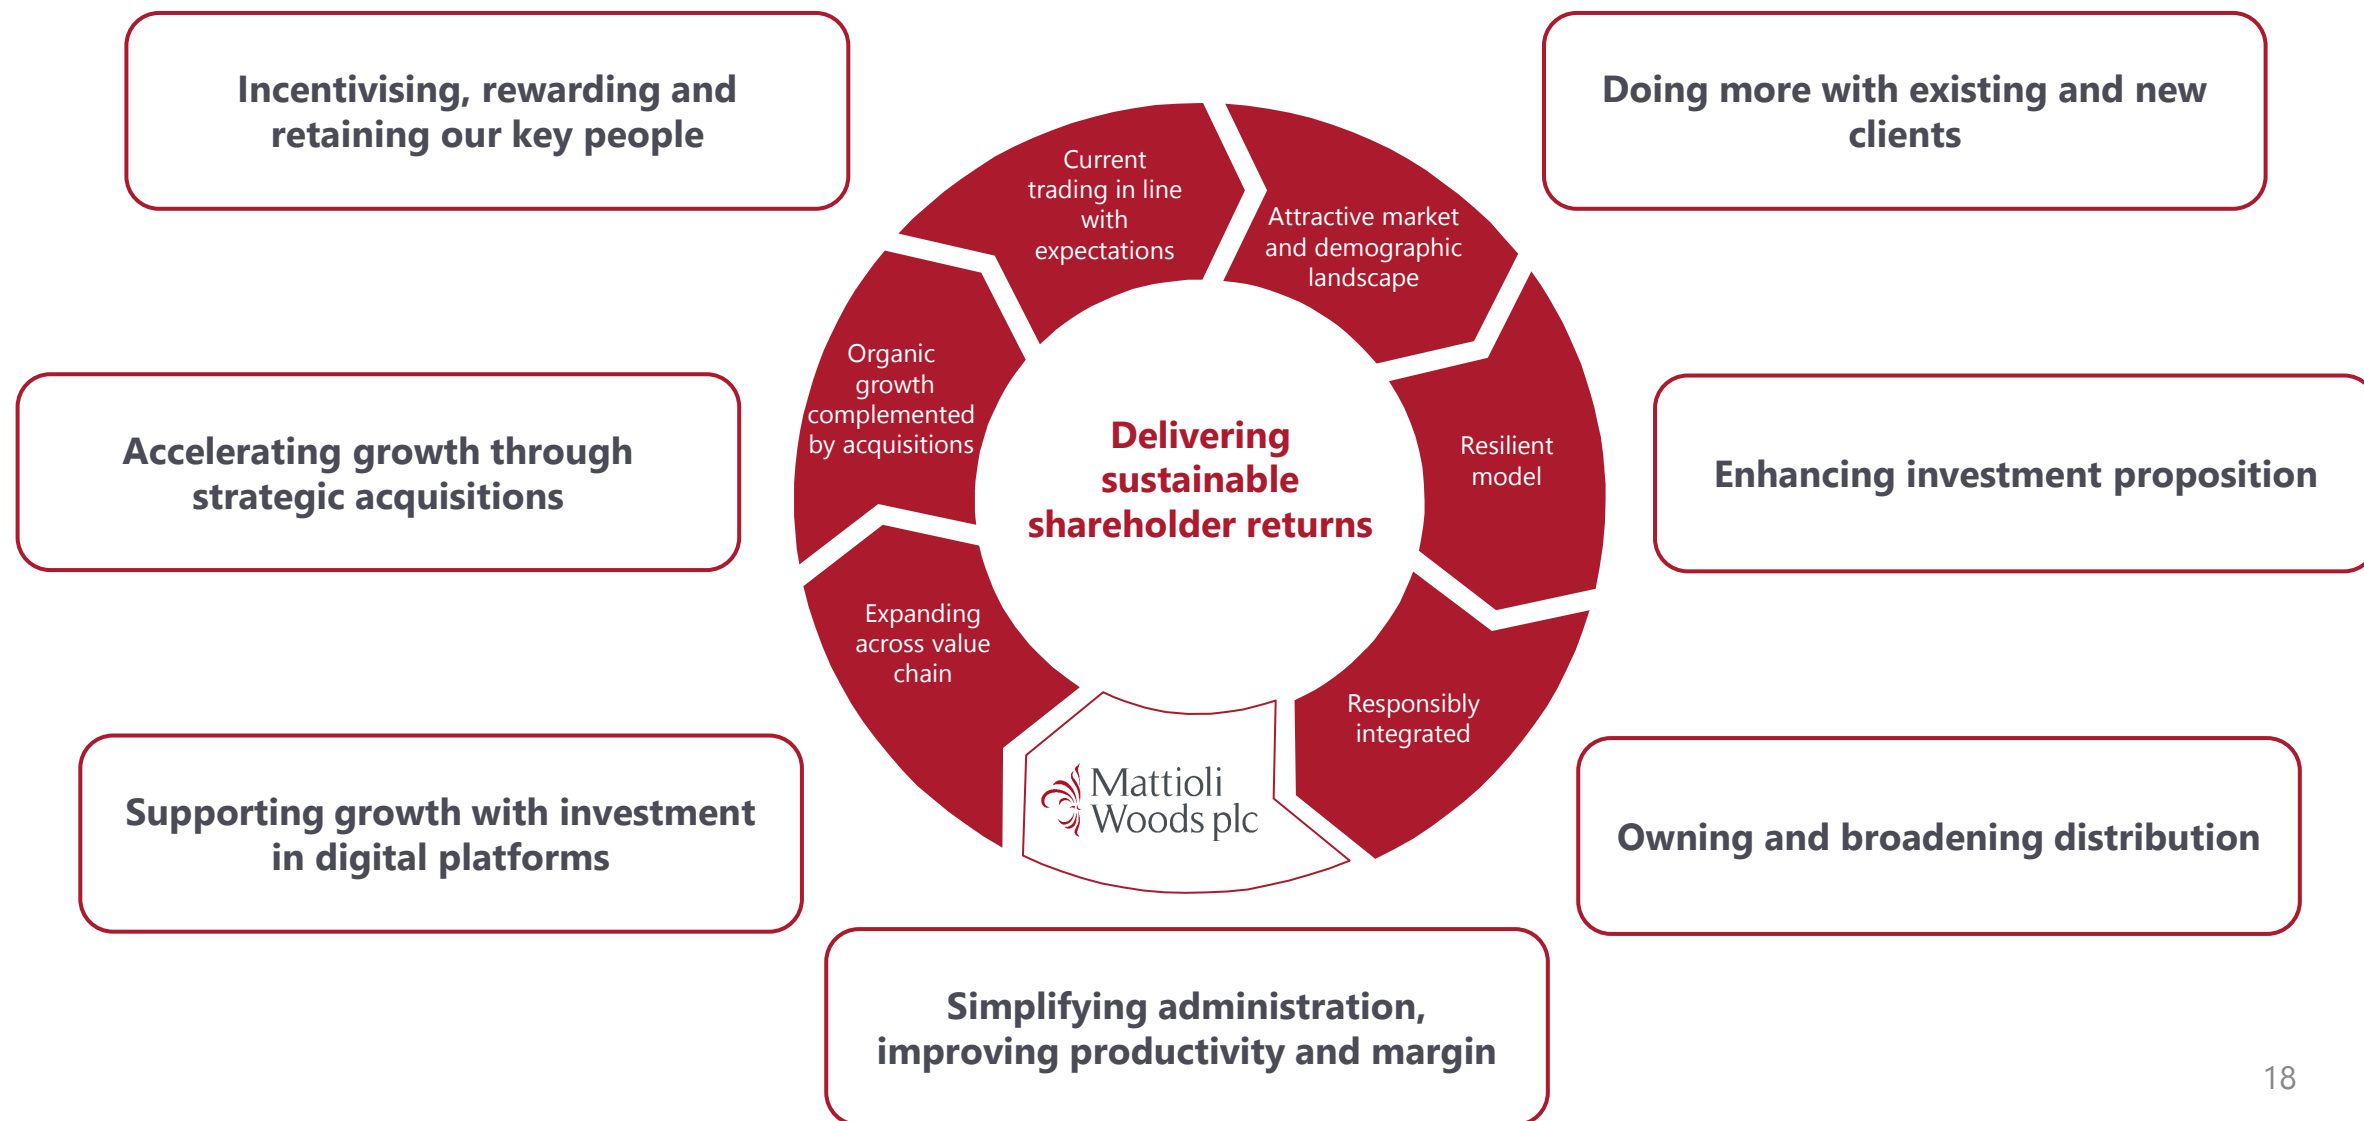 Incentivising, rewarding and
retaining our key people
Doing more with existing and new
clients
Current
trading in line
with
expectations
Attractive market
and demographic
landscape
Organic
growth
complemented
by acquisitions
Delivering
sustainable
shareholder returns
Resilient
model
Accelerating growth through
strategic acquisitions
Enhancing investment proposition
Expanding
across value
chain
Responsibly
integrated
Mattioli
Woods plc
Supporting growth with investment
in digital platforms
Owning and broadening distribution
Simplifying administration,
improving productivity and margin
18